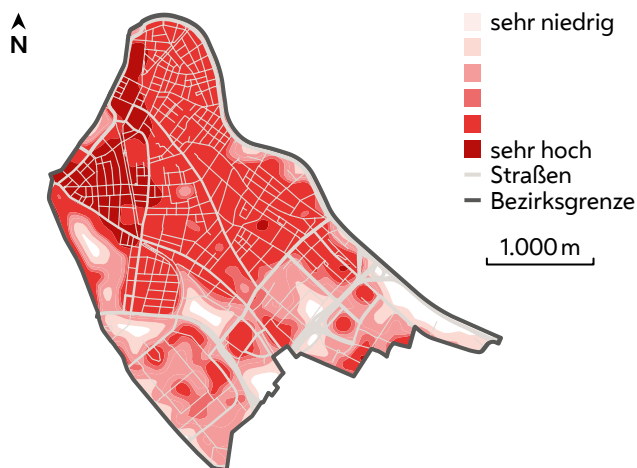 N
sehr niedrig
sehr hoch
Straßen
Bezirksgrenze
1.000 m